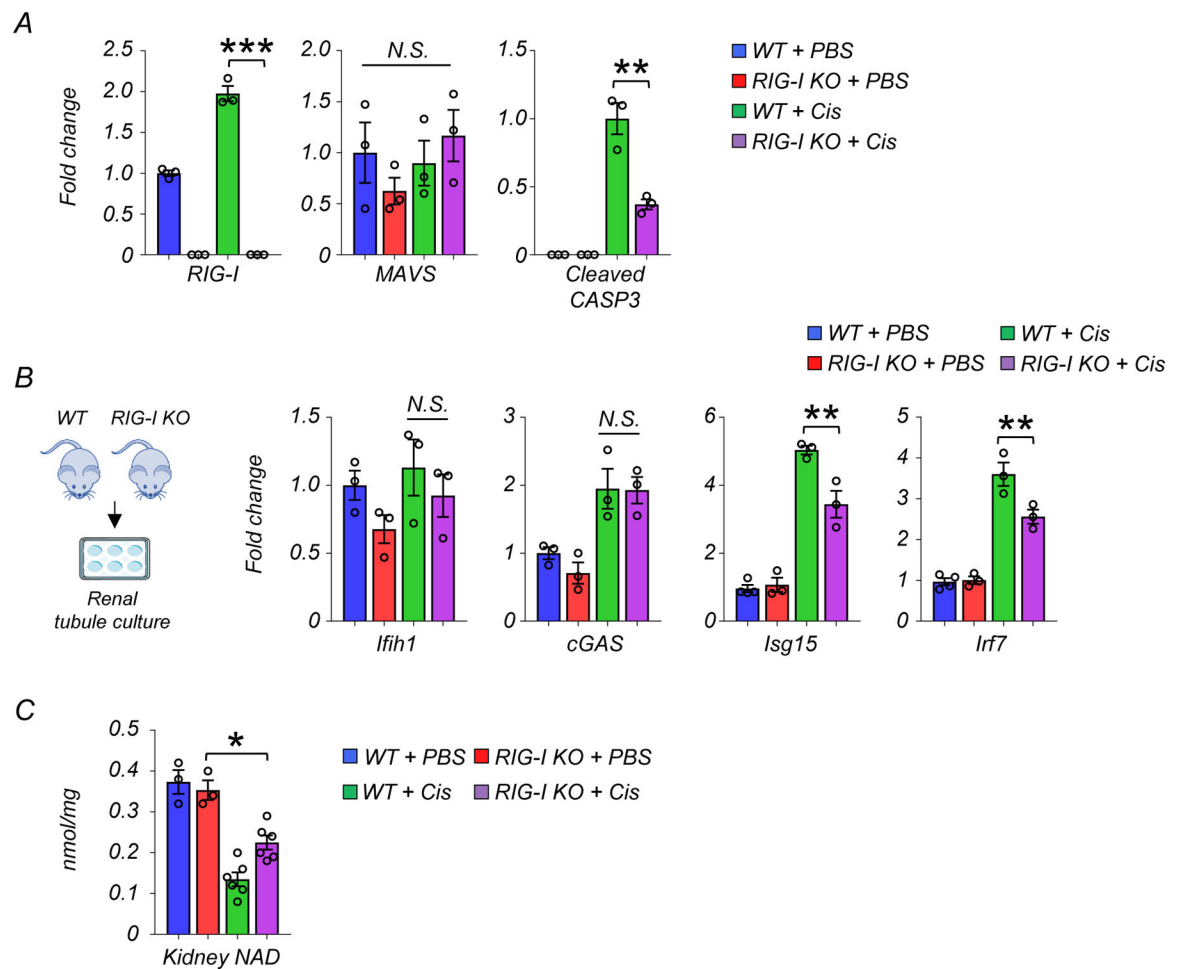 A
Fold change
2.5
2.0
1.5
1.0
0.5
0
***
RIG-I
2.0
1.5
1.0
0.5
0
N.S.
MAVS
1.5
1.0
0.5
0
**
Cleaved
CASP3
WT + PBS
RIG-I KO + PBS
WT + Cis
RIG-I KO + Cis
WT + PBS
WT + Cis
RIG-I KO + PBS
RIG-I KO + Cis
B
WT
RIG-I KO
Renal
tubule culture
Fold change
1.5
1.0
0.5
0
N.S.
Ifih1
3
2
1
0
N.S.
cGAS
6
4
2
0
**
Isg15
5
4
3
2
1
0
**
Irf7
C
nmol/mg
0.5
0.4
0.3
0.2
0.1
0
*
Kidney NAD
WT + PBS
RIG-I KO + PBS
WT + Cis
RIG-I KO + Cis